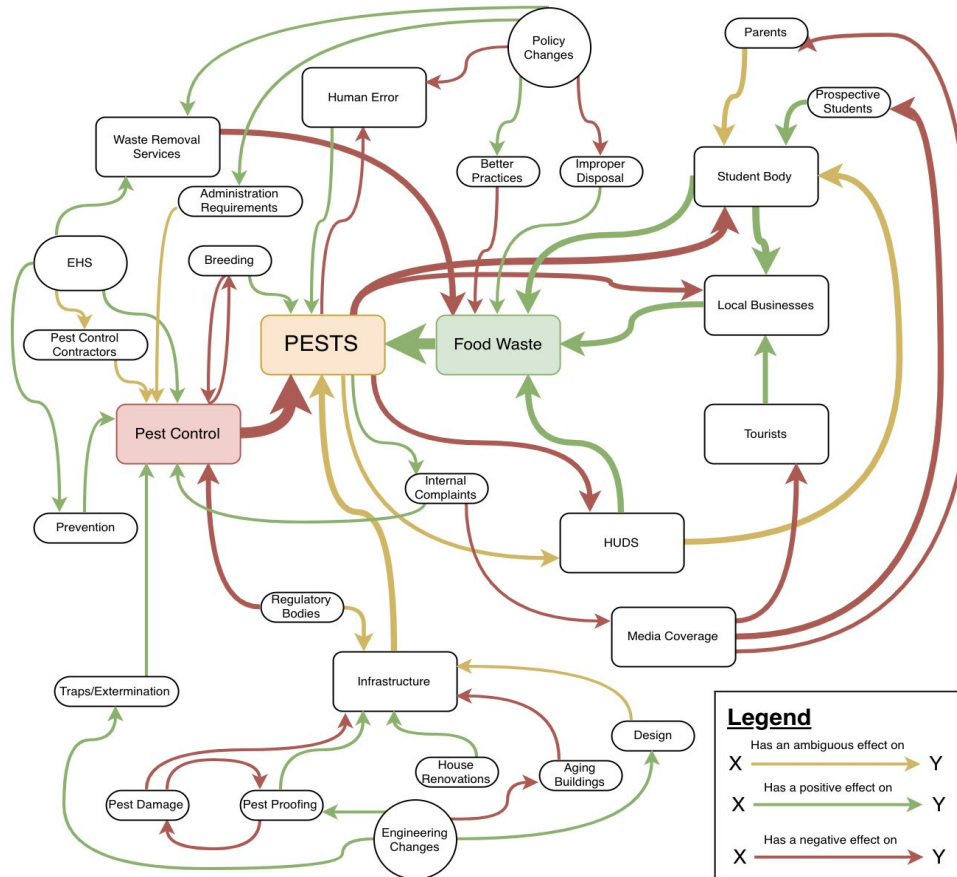 Policy
Changes
Parents
Human Error
Prospective
Students
Waste Removal
Services
Better
Practices
Improper
Disposal
Student Body
Administration
Requirements
EHS
Breeding
Local Businesses
Pest Control
Contractors
PESTS
Food Waste
Pest Control
Tourists
Internal
Complaints
Prevention
HUDS
Regulatory
Bodies
Media Coverage
Infrastructure
Traps/Extermination
Design
House
Renovations
Aging
Buildings
Pest Damage
Pest Proofing
Engineering
Changes
Legend
Has an ambiguous effect on
X
Y
Has a positive effect on
X
Y
Has a negative effect on
X
Y